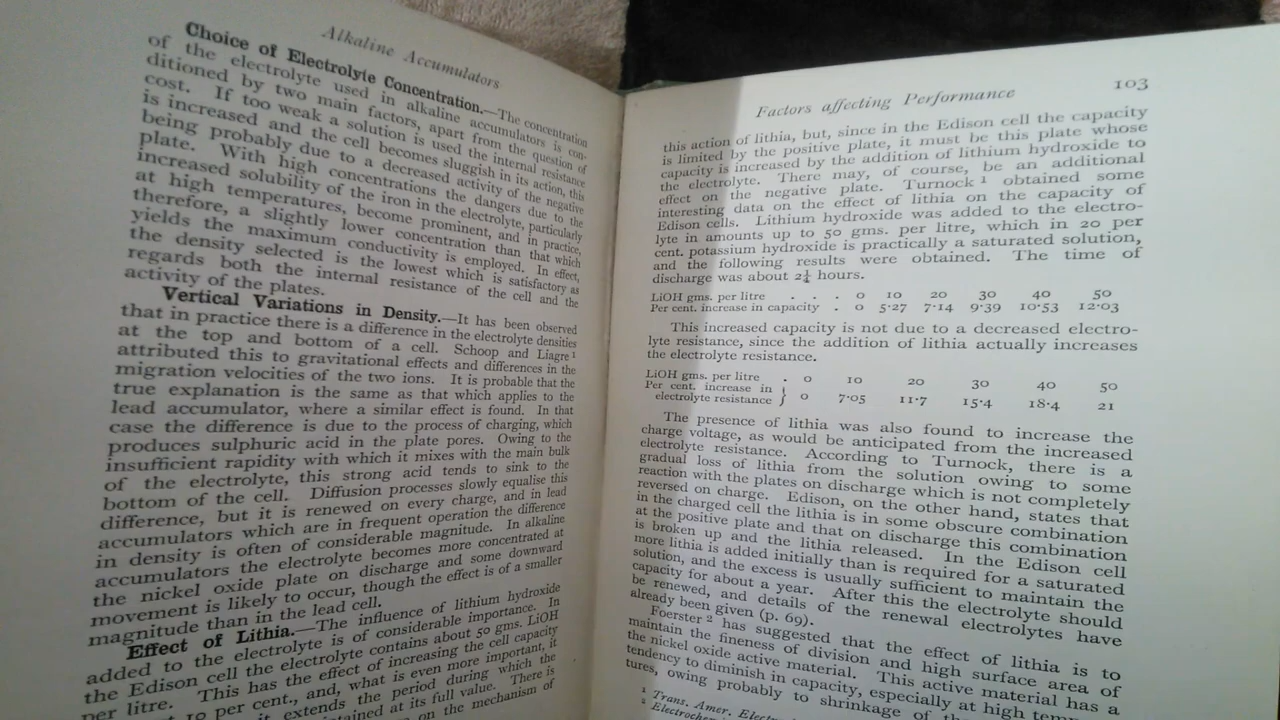 Alkaline Accumulators
Choice of Electrolyte Concentration.—The concentration
of the electrolyte used in alkaline accumulators is con-
ditioned by two main factors, apart from the question of
cost. If too weak a solution is used the internal resistance
is increased and the cell becomes sluggish in its action, this
being probably due to a decreased activity of the negative
plate. With high concentrations the dangers due to the
increased solubility of the iron in the electrolyte, particularly
at high temperatures, become prominent, and in practice,
therefore, a slightly lower concentration than that which
yields the maximum conductivity is employed. In effect,
the density selected is the lowest which is satisfactory as
regards both the internal resistance of the cell and the
activity of the plates.
Vertical Variations in Density.—It has been observed
that in practice there is a difference in the electrolyte densities
at the top and bottom of a cell. Schoop and Liagre 1
attributed this to gravitational effects and differences in the
migration velocities of the two ions. It is probable that the
true explanation is the same as that which applies to the
lead accumulator, where a similar effect is found. In that
case the difference is due to the process of charging, which
produces sulphuric acid in the plate pores. Owing to the
insufficient rapidity with which it mixes with the main bulk
of the electrolyte, this strong acid tends to sink to the
bottom of the cell. Diffusion processes slowly equalise this
difference, but it is renewed on every charge, and in lead
accumulators which are in frequent operation the difference
in density is often of considerable magnitude. In alkaline
accumulators the electrolyte becomes more concentrated at
the nickel oxide plate on discharge and some downward
movement is likely to occur, though the effect is of a smaller
magnitude than in the lead cell.
Effect of Lithia.—The influence of lithium hydroxide
added to the electrolyte is of considerable importance. In
the Edison cell the electrolyte contains about 50 gms. LiOH
per litre. This has the effect of increasing the cell capacity
10 per cent., and, what is even more important, it
extends the period during which the
at its full value. There is
on the mechanism of
Factors affecting Performance 103
this action of lithia, but, since in the Edison cell the capacity
is limited by the positive plate, it must be this plate whose
capacity is increased by the addition of lithium hydroxide to
the electrolyte. There may, of course, be an additional
effect on the negative plate. Turnock 1 obtained some
interesting data on the effect of lithia on the capacity of
Edison cells. Lithium hydroxide was added to the electro-
lyte in amounts up to 50 gms. per litre, which in 20 per
cent. potassium hydroxide is practically a saturated solution,
and the following results were obtained. The time of
discharge was about 2¼ hours.
LiOH gms. per litre . . . 0 10 20 30 40 50
Per cent. increase in capacity . 0 5·27 7·14 9·39 10·53 12·03
This increased capacity is not due to a decreased electro-
lyte resistance, since the addition of lithia actually increases
the electrolyte resistance.
LiOH gms. per litre . 0 10 20 30 40 50
Per cent. increase in
electrolyte resistance } 0 7·05 11·7 15·4 18·4 21
The presence of lithia was also found to increase the
charge voltage, as would be anticipated from the increased
electrolyte resistance. According to Turnock, there is a
gradual loss of lithia from the solution owing to some
reaction with the plates on discharge which is not completely
reversed on charge. Edison, on the other hand, states that
in the charged cell the lithia is in some obscure combination
at the positive plate and that on discharge this combination
is broken up and the lithia released. In the Edison cell
more lithia is added initially than is required for a saturated
solution, and the excess is usually sufficient to maintain the
capacity for about a year. After this the electrolyte should
be renewed, and details of the renewal electrolytes have
already been given (p. 69).
Foerster 2 has suggested that the effect of lithia is to
maintain the fineness of division and high surface area of
the nickel oxide active material. This active material has a
tendency to diminish in capacity, especially at high tempera-
tures, owing probably to shrinkage of the
1 Trans. Amer.
2